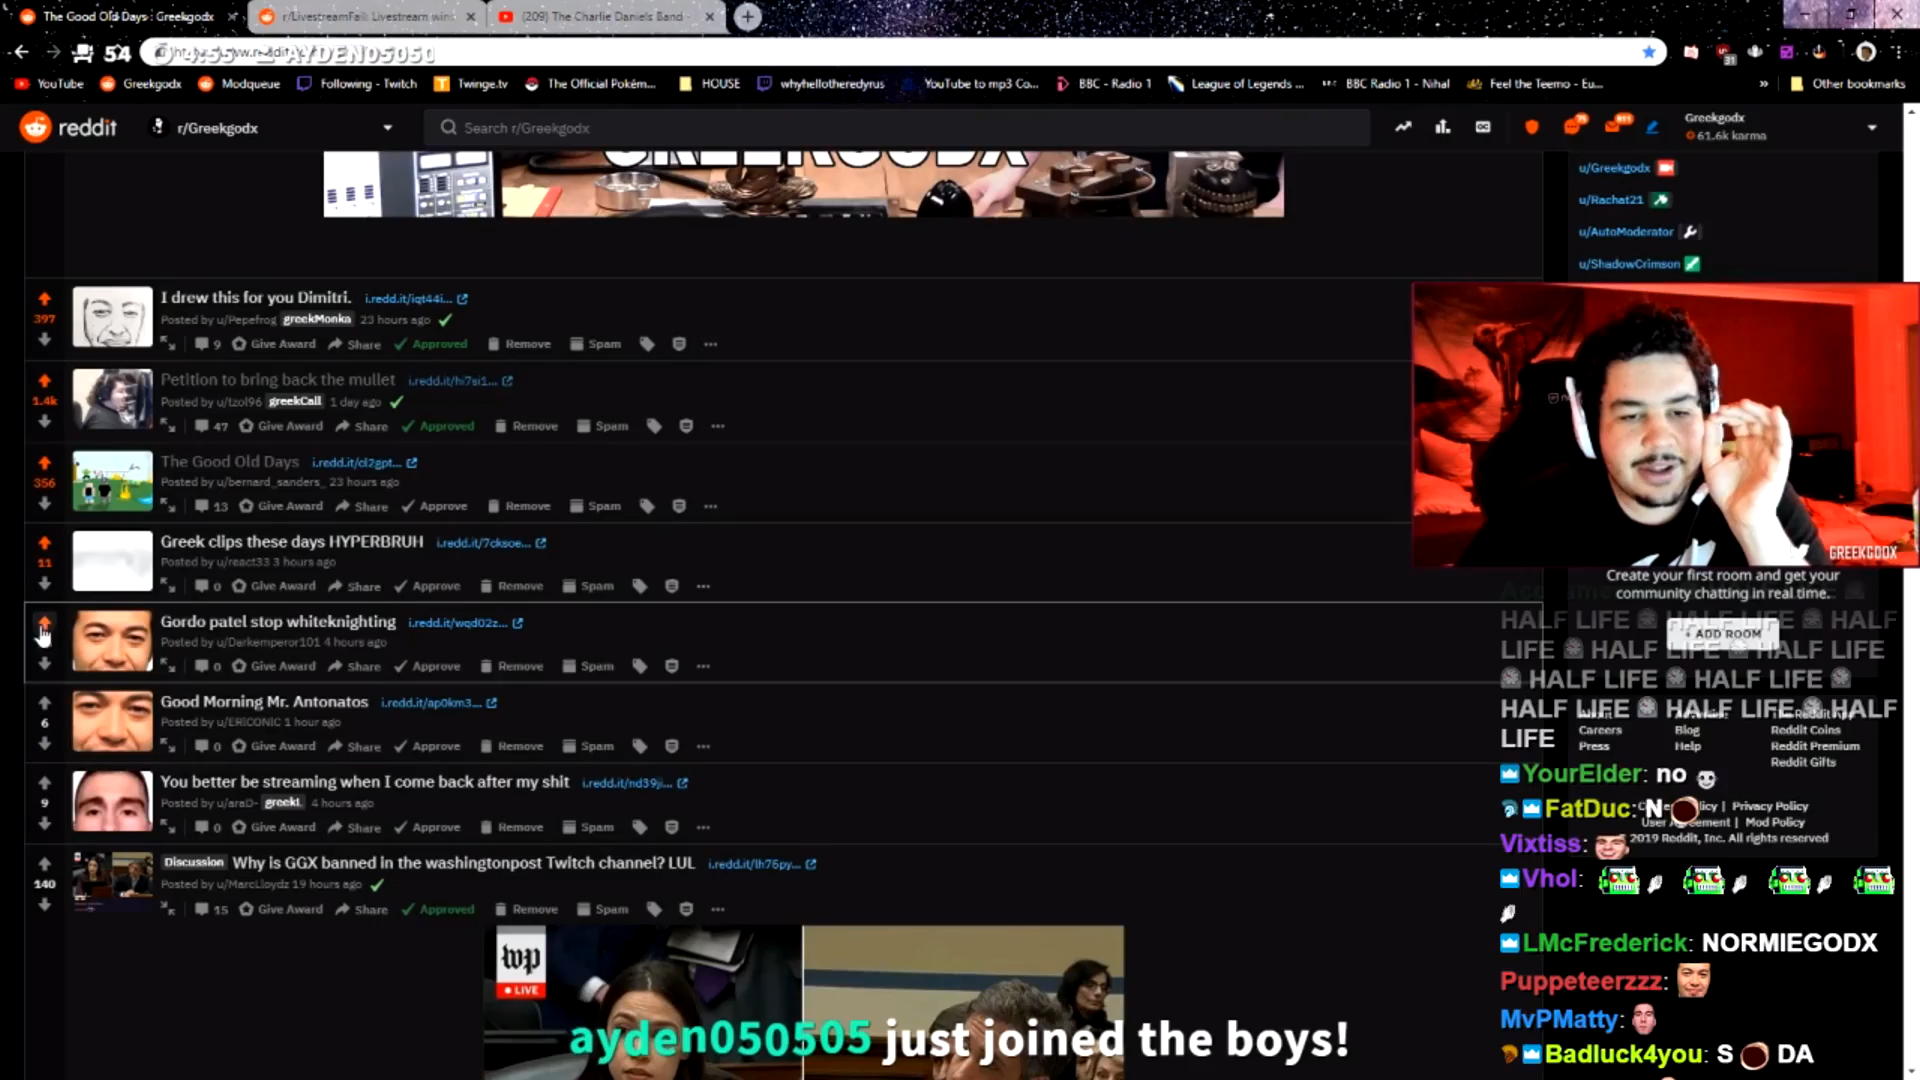 The Good Old Days : Greekgodx
r/LivestreamFail: Livestream wins
(209) The Charlie Daniels Band -
54
4:55
AYDEN05050
YouTube
Greekgodx
Modqueue
Following - Twitch
Twinge.tv
The Official Pokém...
HOUSE
whyhellotheredyrus
YouTube to mp3 Co...
BBC - Radio 1
League of Legends ...
BBC Radio 1 - Nihal
Feel the Teemo - Eu...
Other bookmarks
reddit
r/Greekgodx
Search r/Greekgodx
Greekgodx
61.6k karma
GREEKGODX
u/Greekgodx
u/Rachat21
u/AutoModerator
u/ShadowCrimson
397
I drew this for you Dimitri. i.redd.it/iqt44i...
Posted by u/Pepefrog greekMonka 23 hours ago
9 Give Award Share Approved Remove Spam
1.4k
Petition to bring back the mullet i.redd.it/hi7si1...
Posted by u/tzol96 greekCall 1 day ago
47 Give Award Share Approved Remove Spam
356
The Good Old Days i.redd.it/cl2gpt...
Posted by u/bernard_sanders_ 23 hours ago
13 Give Award Share Approve Remove Spam
11
Greek clips these days HYPERBRUH i.redd.it/7cksoe...
Posted by u/react33 3 hours ago
0 Give Award Share Approve Remove Spam
Gordo patel stop whiteknighting i.redd.it/wqd02z...
Posted by u/Darkemperor101 4 hours ago
0 Give Award Share Approve Remove Spam
6
Good Morning Mr. Antonatos i.redd.it/ap0km3...
Posted by u/ERICONIC 1 hour ago
0 Give Award Share Approve Remove Spam
9
You better be streaming when I come back after my shit i.redd.it/nd39ji...
Posted by u/araD- greekL 4 hours ago
0 Give Award Share Approve Remove Spam
140
Discussion Why is GGX banned in the washingtonpost Twitch channel? LUL i.redd.it/lh75py...
Posted by u/MarcLloydz 19 hours ago
15 Give Award Share Approved Remove Spam
wp
LIVE
ayden050505 just joined the boys!
GREEKGODX
Create your first room and get your
community chatting in real time.
+ ADD ROOM
HALF LIFE HALF LIFE HALF
LIFE HALF LIFE HALF LIFE
HALF LIFE HALF LIFE
HALF LIFE HALF LIFE HALF
LIFE
Careers
Press
Blog
Help
The Reddit App
Reddit Coins
Reddit Premium
Reddit Gifts
YourElder: no
FatDuc: N
Privacy Policy
Mod Policy
2019 Reddit, Inc. All rights reserved
Vixtiss:
Vhol:
LMcFrederick: NORMIEGODX
Puppeteerzzz:
MvPMatty:
Badluck4you: S DA